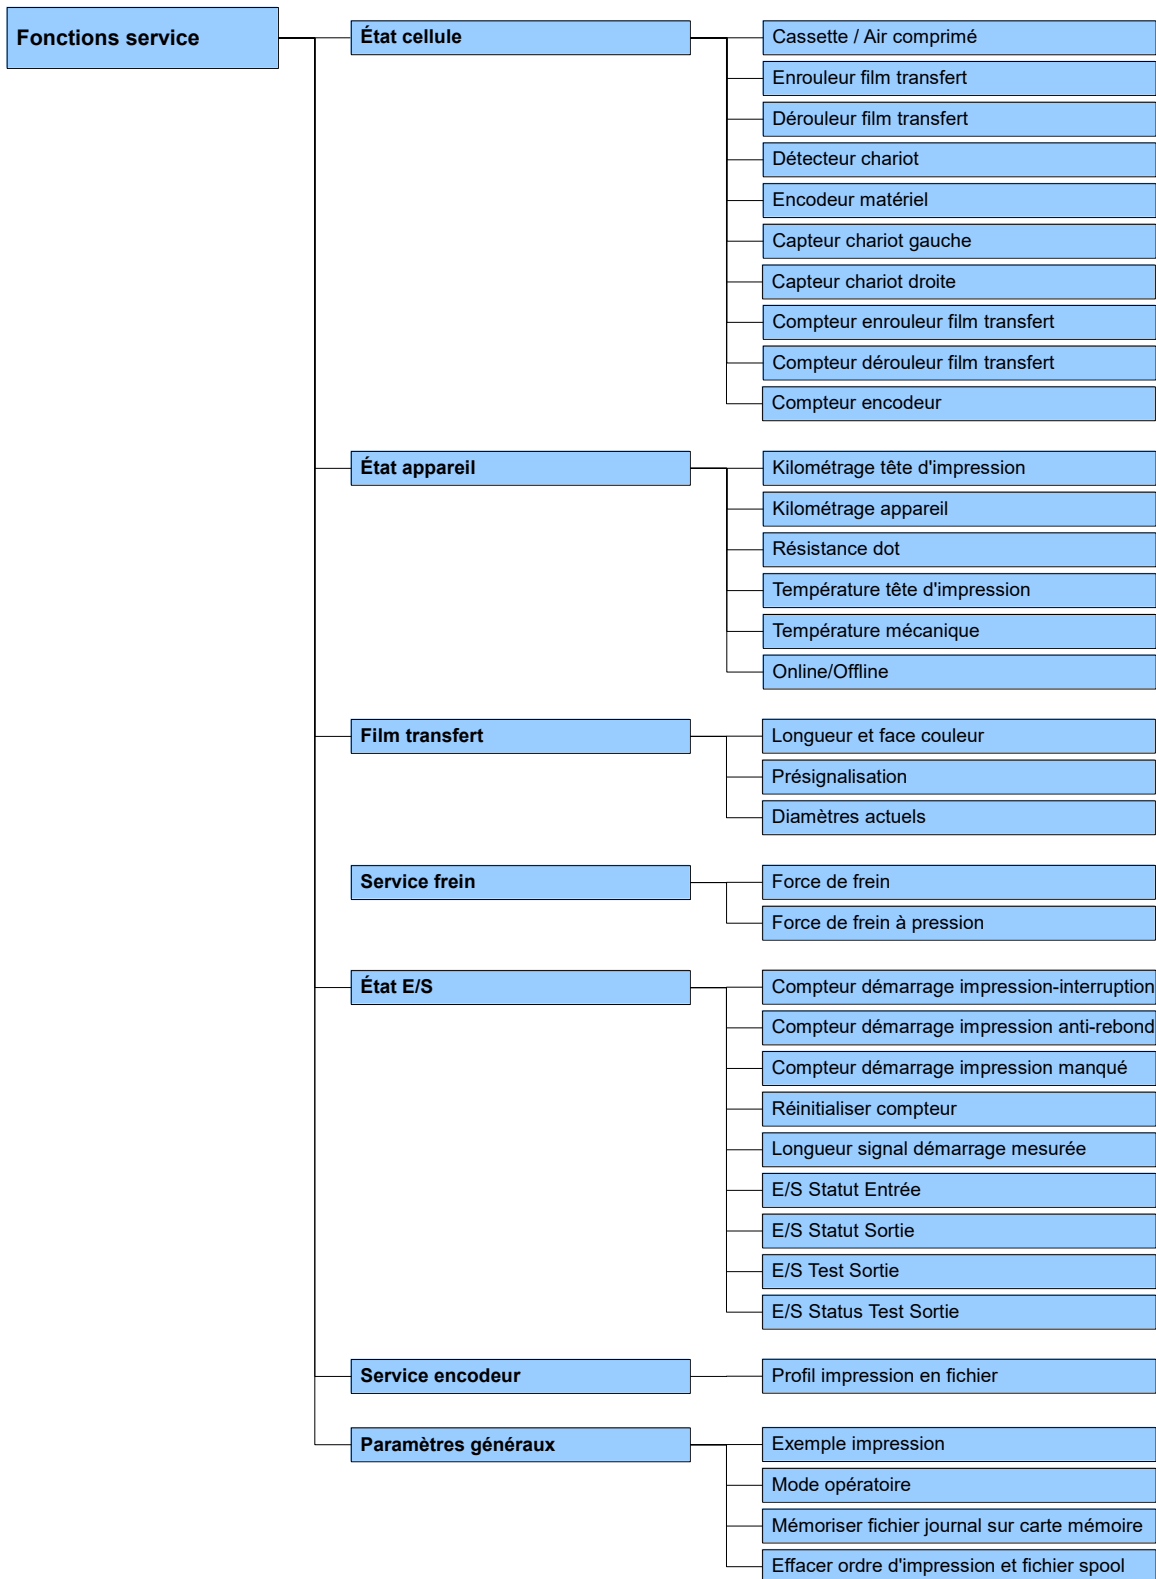 Fonctions service
État cellule
Cassette / Air comprimé
Enrouleur film transfert
Dérouleur film transfert
Détecteur chariot
Encodeur matériel
Capteur chariot gauche
Capteur chariot droite
Compteur enrouleur film transfert
Compteur dérouleur film transfert
Compteur encodeur
État appareil
Kilométrage tête d'impression
Kilométrage appareil
Résistance dot
Température tête d'impression
Température mécanique
Online/Offline
Film transfert
Longueur et face couleur
Présignalisation
Diamètres actuels
Service frein
Force de frein
Force de frein à pression
État E/S
Compteur démarrage impression-interruption
Compteur démarrage impression anti-rebond
Compteur démarrage impression manqué
Réinitialiser compteur
Longueur signal démarrage mesurée
E/S Statut Entrée
E/S Statut Sortie
E/S Test Sortie
E/S Status Test Sortie
Service encodeur
Profil impression en fichier
Paramètres généraux
Exemple impression
Mode opératoire
Mémoriser fichier journal sur carte mémoire
Effacer ordre d'impression et fichier spool